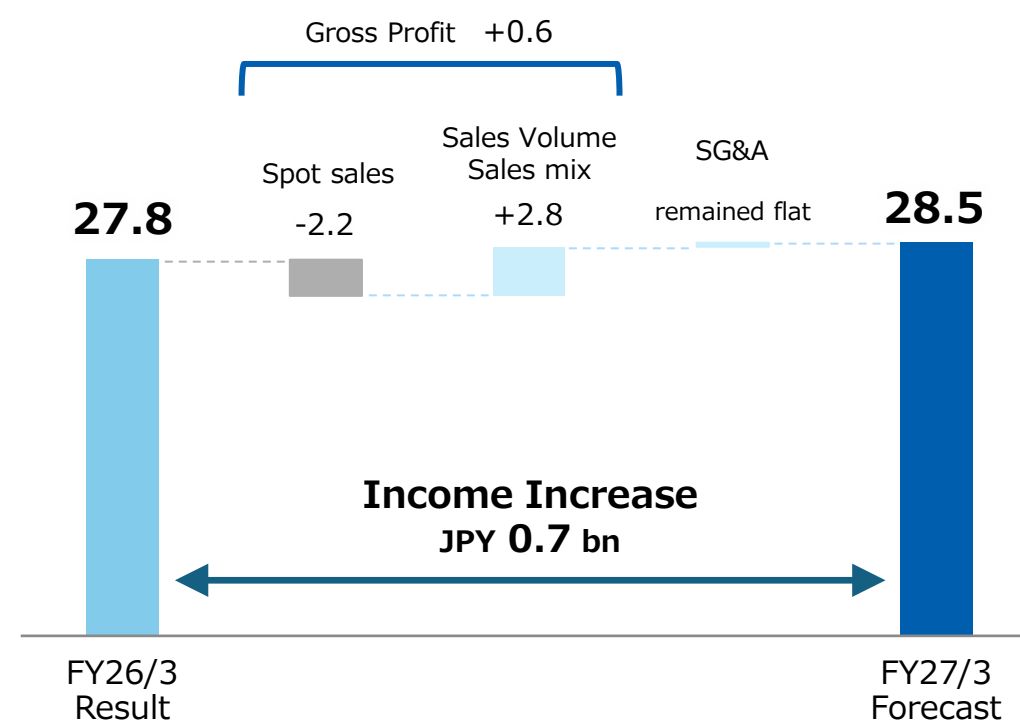 Gross Profit +0.6
Spot sales
-2.2
Sales Volume
Sales mix
+2.8
SG&A
remained flat
27.8
28.5
Income Increase
JPY 0.7 bn
FY26/3
Result
FY27/3
Forecast